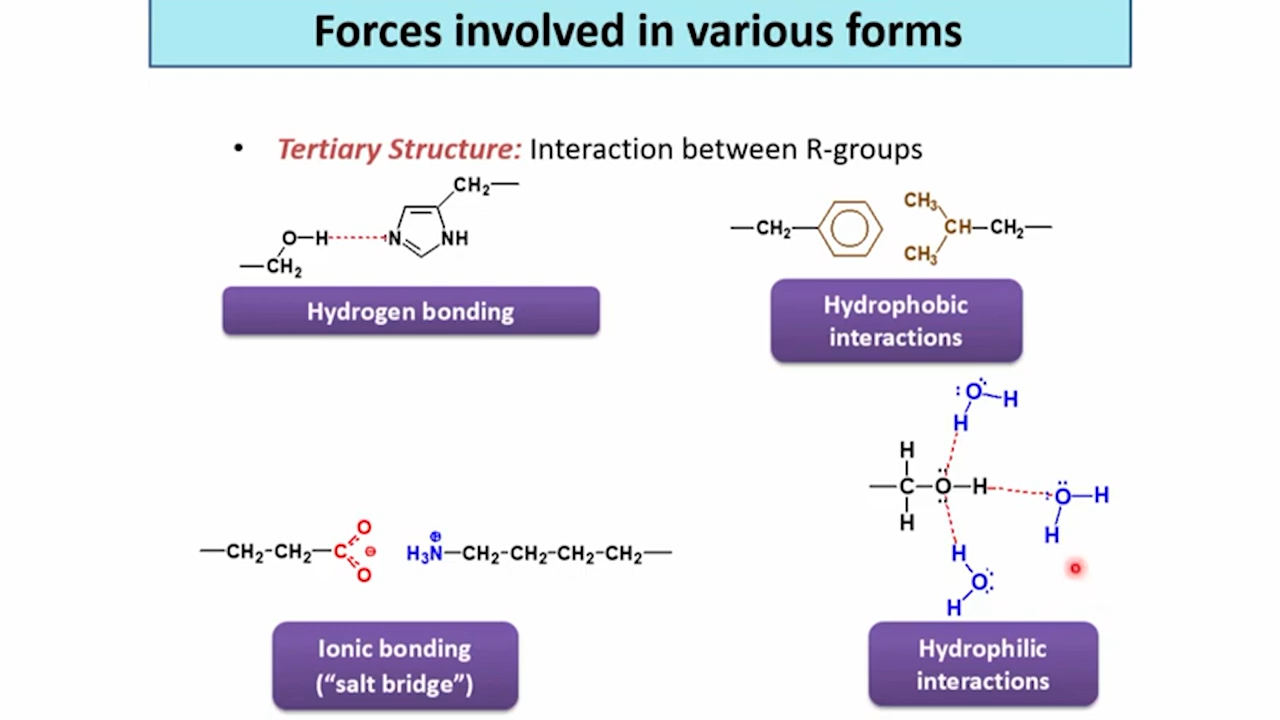 Forces involved in various forms
• Tertiary Structure: Interaction between R-groups
CH₂
O—H N NH
CH₂
Hydrogen bonding
CH₂
CH₃
CH—CH₂
CH₃
Hydrophobic
interactions
CH₂-CH₂—C
O
⊖
O
⊕
H₃N—CH₂-CH₂-CH₂-CH₂
Ionic bonding
(“salt bridge”)
:Ö—H
H
H
—C—Ö—H
H
:Ö—H
H
H
O:
H
Hydrophilic
interactions